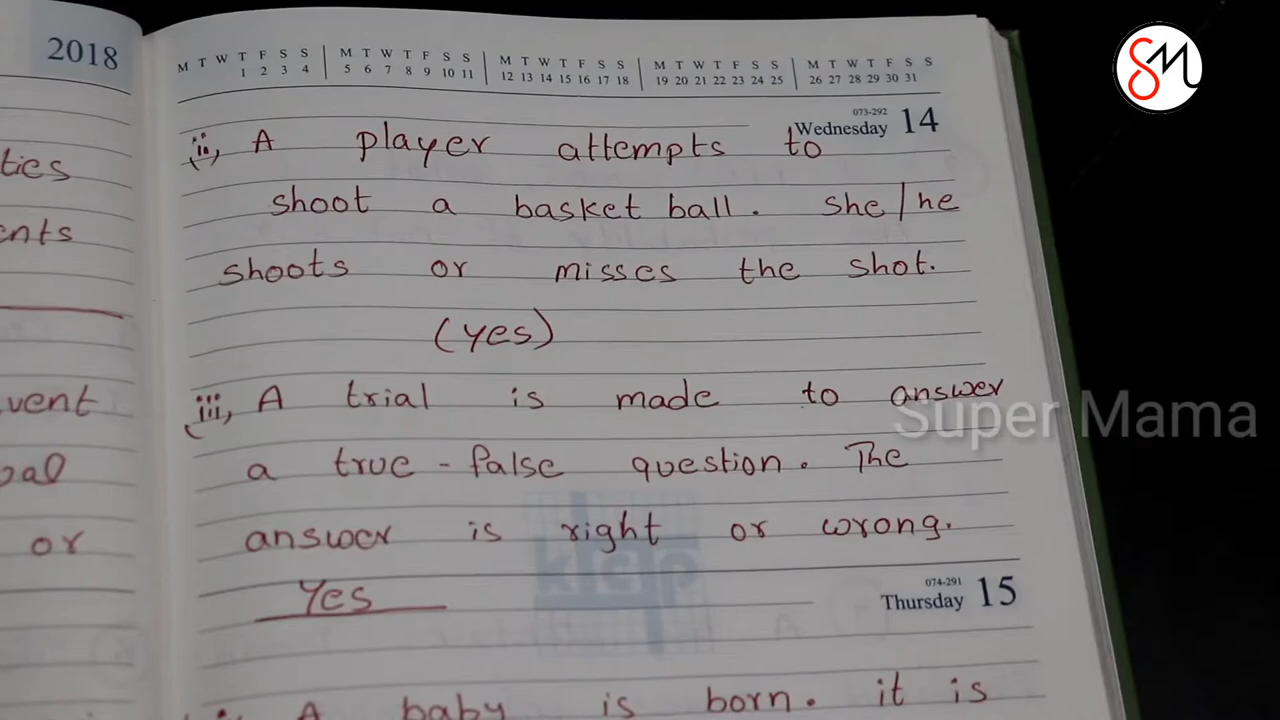 2018
ties
ents
vent
or
M T W T F S S M T W T F S S M T W T F S S M T W T F S S M T W T F S S
1 2 3 4 5 6 7 8 9 10 11 12 13 14 15 16 17 18 19 20 21 22 23 24 25 26 27 28 29 30 31
073-292
Wednesday 14
ii, A player attempts to
shoot a basket ball. she/he
shoots or misses the shot.
(yes)
iii, A trial is made to answer
a true - false question. The
answer is right or wrong.
Yes
074-291
Thursday 15
A baby is born. it is
SM
Super Mama